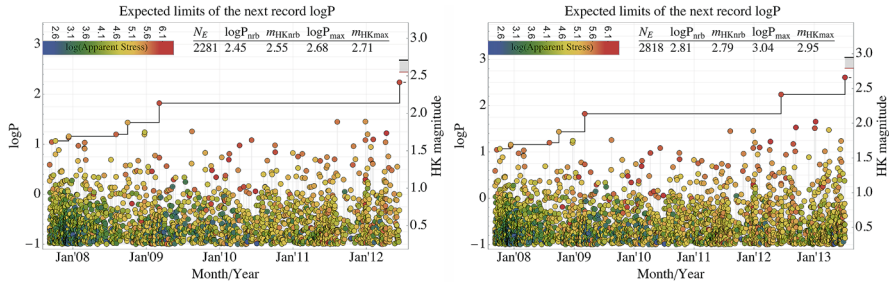 Expected limits of the next record logP
2.6 3.1 3.6 4.1 4.6 5.1 5.6 6.1
log(Apparent Stress)
N_E logP_nrb m_HKnrb logP_max m_HKmax
2281 2.45 2.55 2.68 2.71
3
2
1
0
−1
logP
3.0
2.5
2.0
1.5
1.0
0.5
HK magnitude
Jan'08 Jan'09 Jan'10 Jan'11 Jan'12
Month/Year
Expected limits of the next record logP
2.6 3.1 3.6 4.1 4.6 5.1 5.6 6.1
log(Apparent Stress)
N_E logP_nrb m_HKnrb logP_max m_HKmax
2818 2.81 2.79 3.04 2.95
3
2
1
0
−1
logP
3.0
2.5
2.0
1.5
1.0
0.5
HK magnitude
Jan'08 Jan'09 Jan'10 Jan'11 Jan'12 Jan'13
Month/Year